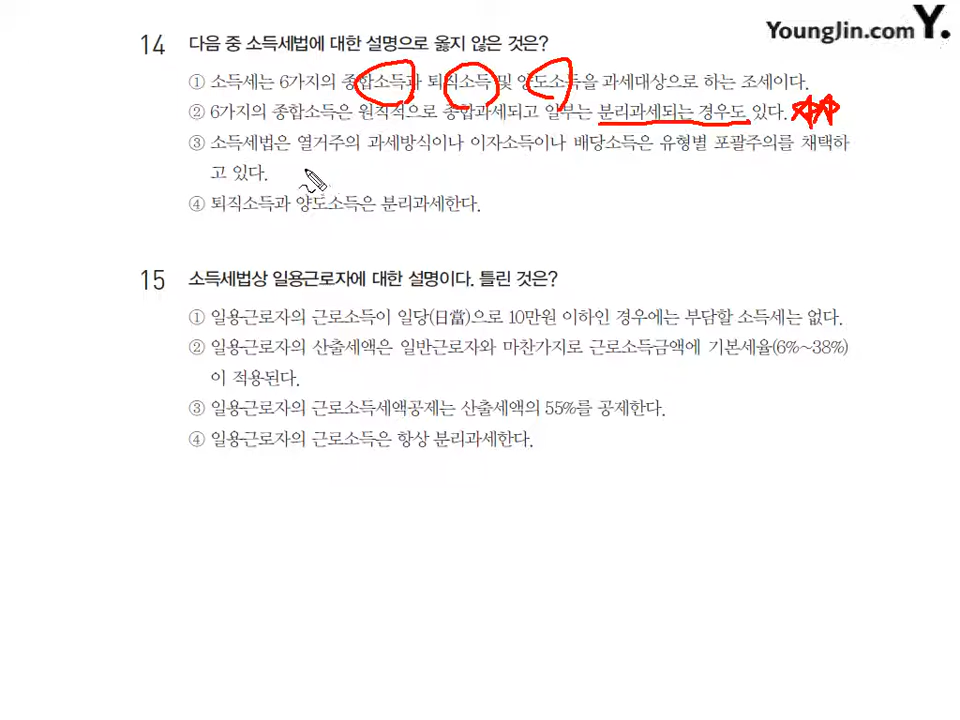 YoungJin.com Y.
14 다음 중 소득세법에 대한 설명으로 옳지 않은 것은?
① 소득세는 6가지의 종합소득과 퇴직소득 및 양도소득을 과세대상으로 하는 조세이다.
② 6가지의 종합소득은 원칙적으로 종합과세되고 일부는 분리과세되는 경우도 있다.
③ 소득세법은 열거주의 과세방식이나 이자소득이나 배당소득은 유형별 포괄주의를 채택하
고 있다.
④ 퇴직소득과 양도소득은 분리과세한다.
15 소득세법상 일용근로자에 대한 설명이다. 틀린 것은?
① 일용근로자의 근로소득이 일당(日當)으로 10만원 이하인 경우에는 부담할 소득세는 없다.
② 일용근로자의 산출세액은 일반근로자와 마찬가지로 근로소득금액에 기본세율(6%~38%)
이 적용된다.
③ 일용근로자의 근로소득세액공제는 산출세액의 55%를 공제한다.
④ 일용근로자의 근로소득은 항상 분리과세한다.